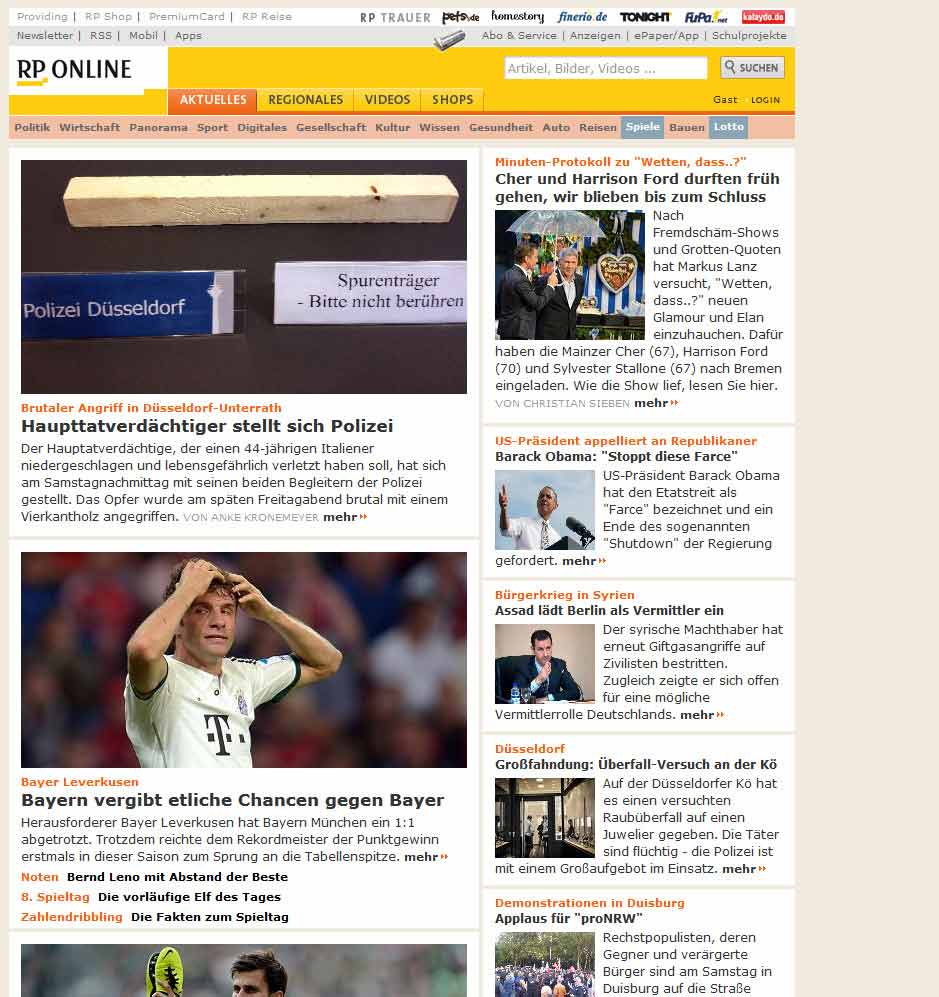 Providing | RP Shop | PremiumCard | RP Reise
RP TRAUER pets.de homestory finerio.de TONIGHT FuPa.net kalaydo.de
Newsletter | RSS | Mobil | Apps
Abo & Service | Anzeigen | ePaper/App | Schulprojekte
RP ONLINE
Artikel, Bilder, Videos ...
SUCHEN
AKTUELLES REGIONALES VIDEOS SHOPS
Gast LOGIN
Politik Wirtschaft Panorama Sport Digitales Gesellschaft Kultur Wissen Gesundheit Auto Reisen Spiele Bauen Lotto
Polizei Düsseldorf
Spurenträger
- Bitte nicht berühren
Brutaler Angriff in Düsseldorf-Unterrath
Haupttatverdächtiger stellt sich Polizei
Der Hauptatverdächtige, der einen 44-jährigen Italiener
niedergeschlagen und lebensgefährlich verletzt haben soll, hat sich
am Samstagnachmittag mit seinen beiden Begleitern der Polizei
gestellt. Das Opfer wurde am späten Freitagabend brutal mit einem
Vierkantholz angegriffen. VON ANKE KRONEMEYER mehr
T
Bayer Leverkusen
Bayern vergibt etliche Chancen gegen Bayer
Herausforderer Bayer Leverkusen hat Bayern München ein 1:1
abgetrotzt. Trotzdem reichte dem Rekordmeister der Punktgewinn
erstmals in dieser Saison zum Sprung an die Tabellenspitze. mehr
Noten Bernd Leno mit Abstand der Beste
8. Spieltag Die vorläufige Elf des Tages
Zahlendribbling Die Fakten zum Spieltag
Minuten-Protokoll zu "Wetten, dass..?"
Cher und Harrison Ford durften früh
gehen, wir blieben bis zum Schluss
Nach
Fremdschäm-Shows
und Grotten-Quoten
hat Markus Lanz
versucht, "Wetten,
dass..?" neuen
Glamour und Elan
einzuhauchen. Dafür
haben die Mainzer Cher (67), Harrison Ford
(70) und Sylvester Stallone (67) nach Bremen
eingeladen. Wie die Show lief, lesen Sie hier.
VON CHRISTIAN SIEBEN mehr
US-Präsident appelliert an Republikaner
Barack Obama: "Stoppt diese Farce"
US-Präsident Barack Obama
hat den Etatstreit als
"Farce" bezeichnet und ein
Ende des sogenannten
"Shutdown" der Regierung
gefordert. mehr
Bürgerkrieg in Syrien
Assad lädt Berlin als Vermittler ein
Der syrische Machthaber hat
erneut Giftgasangriffe auf
Zivilisten bestritten.
Zugleich zeigte er sich offen
für eine mögliche
Vermittlerrolle Deutschlands. mehr
Düsseldorf
Großfahndung: Überfall-Versuch an der Kö
Auf der Düsseldorfer Kö hat
es einen versuchten
Raubüberfall auf einen
Juwelier gegeben. Die Täter
sind flüchtig - die Polizei ist
mit einem Großaufgebot im Einsatz. mehr
Demonstrationen in Duisburg
Applaus für "proNRW"
Rechstpopulisten, deren
Gegner und verärgerte
Bürger sind am Samstag in
Duisburg auf die Straße